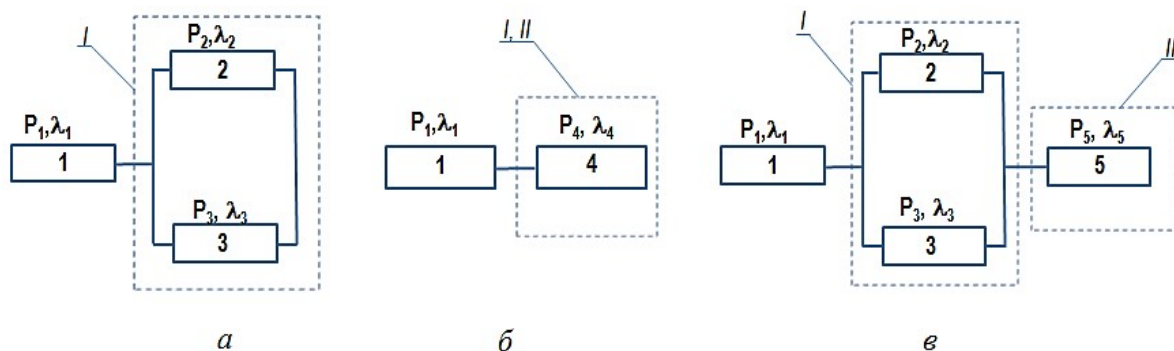 I
P₂,λ₂
2
P₁,λ₁
1
P₃, λ₃
3
а
I, II
P₁,λ₁
1
P₄, λ₄
4
б
I
P₂,λ₂
2
P₁,λ₁
1
P₃, λ₃
3
II
P₅, λ₅
5
в